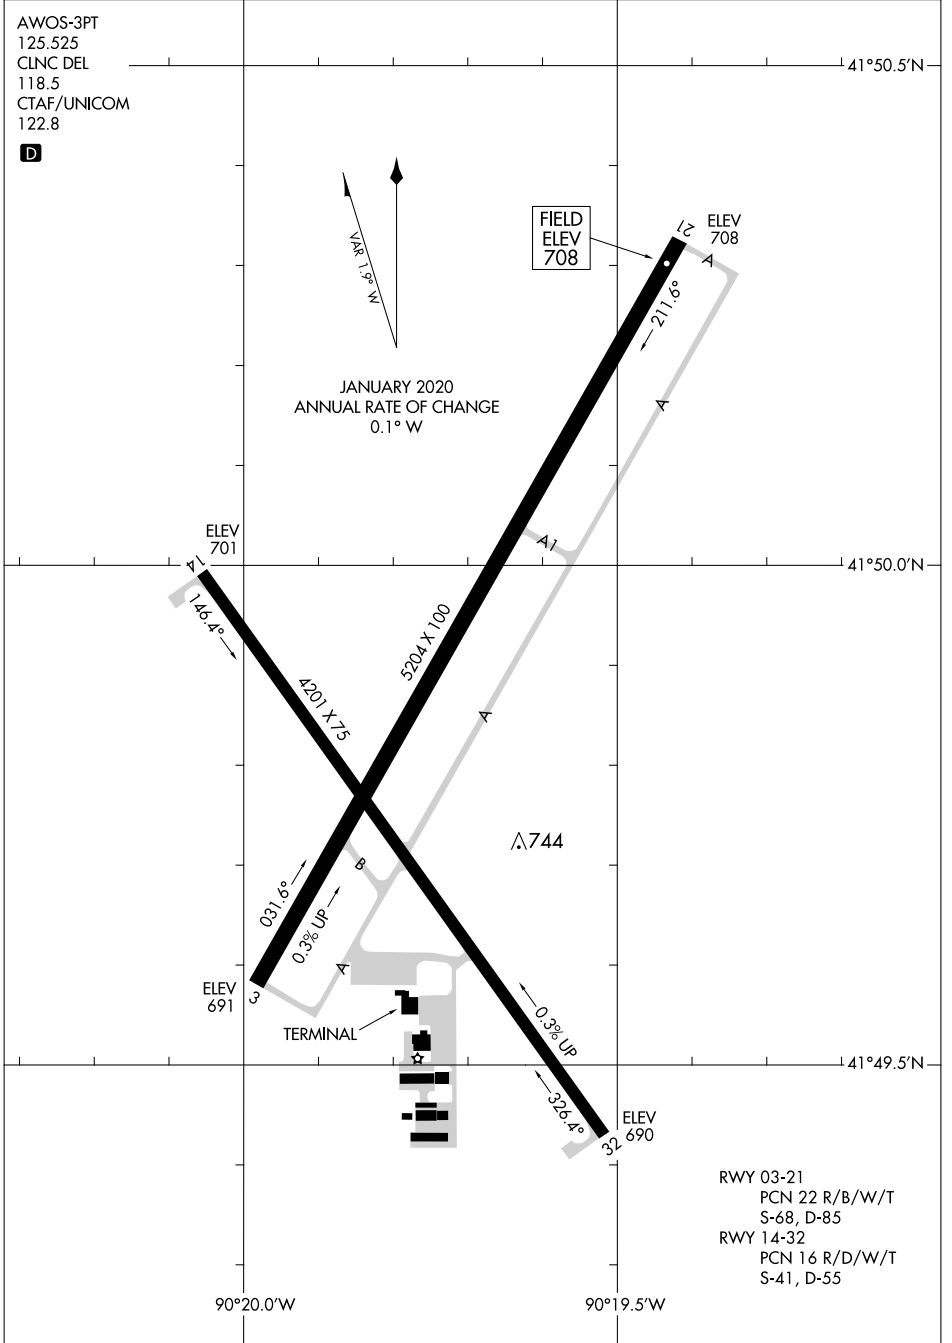 AWOS-3PT
125.525
CLNC DEL
118.5
CTAF/UNICOM
122.8
D
41°50.5'N
VAR 1.9° W
JANUARY 2020
ANNUAL RATE OF CHANGE
0.1° W
FIELD
ELEV
708
21
ELEV
708
A
211.6°
A
A1
ELEV
701
14
41°50.0'N
146.4°
5204 X 100
4201 X 75
A
744
B
031.6°
0.3% UP
A
ELEV
691
3
TERMINAL
0.3% UP
41°49.5'N
326.4°
ELEV
690
32
RWY 03-21
PCN 22 R/B/W/T
S-68, D-85
RWY 14-32
PCN 16 R/D/W/T
S-41, D-55
90°20.0'W
90°19.5'W